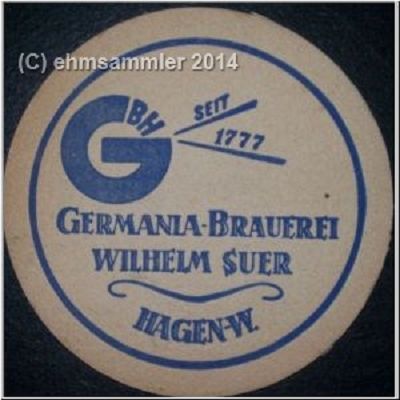 (C) ehmsammler 2014
GBH
SEIT
1777
GERMANIA-BRAUEREI
WILHELM SUER
HAGEN-W.